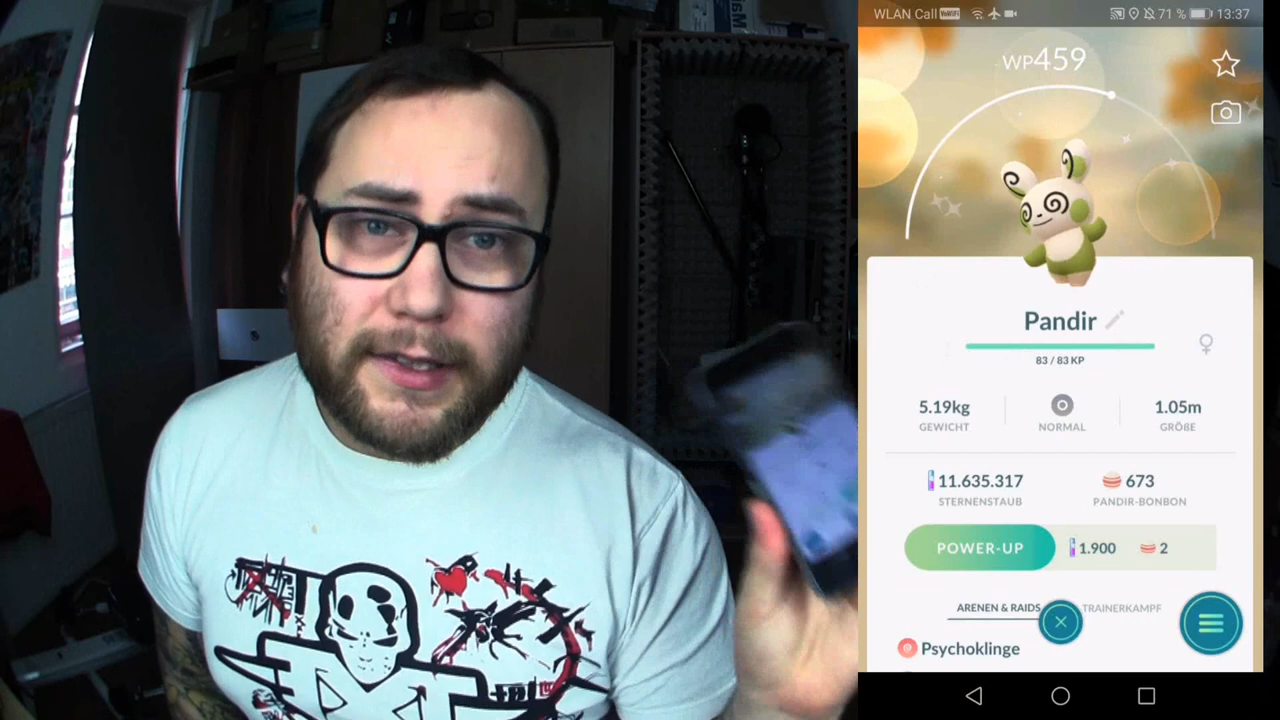 WLAN Call VoWiFi 71 % 13:37
WP459
Pandir
83 / 83 KP
5.19kg
GEWICHT
NORMAL
1.05m
GRÖßE
11.635.317
STERNENSTAUB
673
PANDIR-BONBON
POWER-UP
1.900
2
ARENEN & RAIDS
TRAINERKAMPF
Psychoklinge